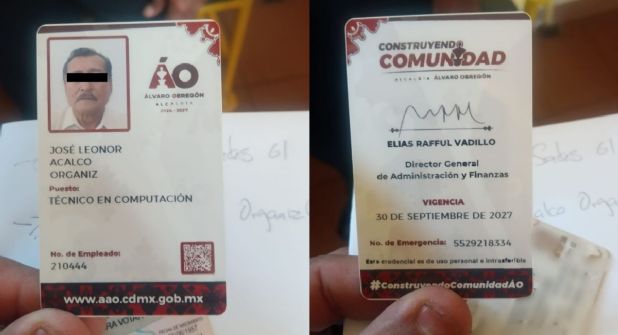 ÁO
ÁLVARO OBREGÓN
ALCALDÍA
JOSÉ LEONOR
ACALCO
ORGANIZ
Puesto:
TÉCNICO EN COMPUTACIÓN
No. de Empleado:
210444
www.aao.cdmx.gob.mx
CONSTRUYENDO
COMUNIDAD
ALCALDÍA ÁLVARO OBREGÓN
ELIAS RAFFUL VADILLO
Director General
de Administración y Finanzas
VIGENCIA
30 DE SEPTIEMBRE DE 2027
No. de Emergencia: 5529218334
Esta credencial es de uso personal e intransferible
#ConstruyendoComunidadÁO